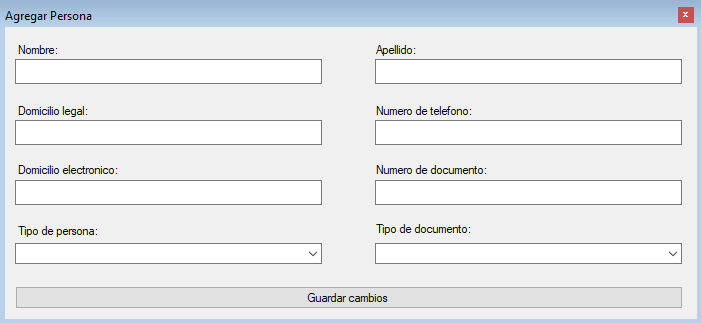 Agregar Persona
Nombre:
Apellido:
Domicilio legal:
Numero de telefono:
Domicilio electronico:
Numero de documento:
Tipo de persona:
Tipo de documento:
Guardar cambios